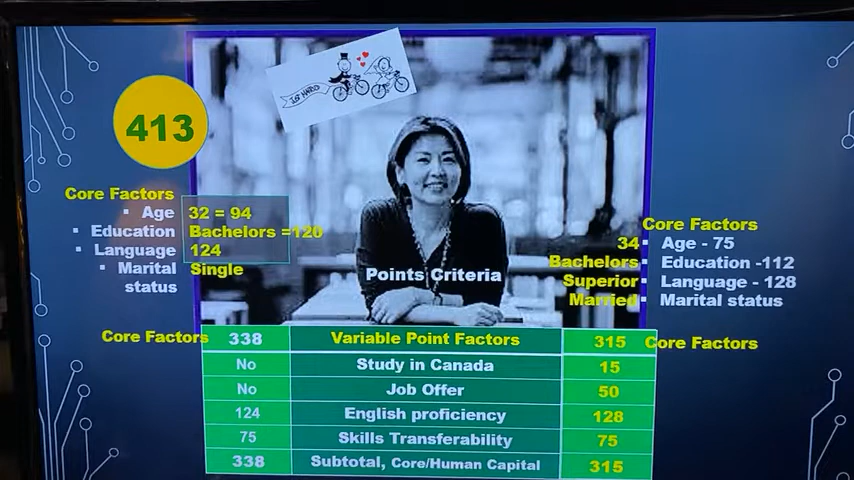 JUST MARRIED
413
Core Factors
▪ Age 32 = 94
▪ Education Bachelors =120
▪ Language 124
▪ Marital status Single
Points Criteria
Core Factors
34 ▪ Age - 75
Bachelors ▪ Education -112
Superior ▪ Language - 128
Married ▪ Marital status
Core Factors 338 Variable Point Factors 315 Core Factors
No Study in Canada 15
No Job Offer 50
124 English proficiency 128
75 Skills Transferability 75
338 Subtotal, Core/Human Capital 315